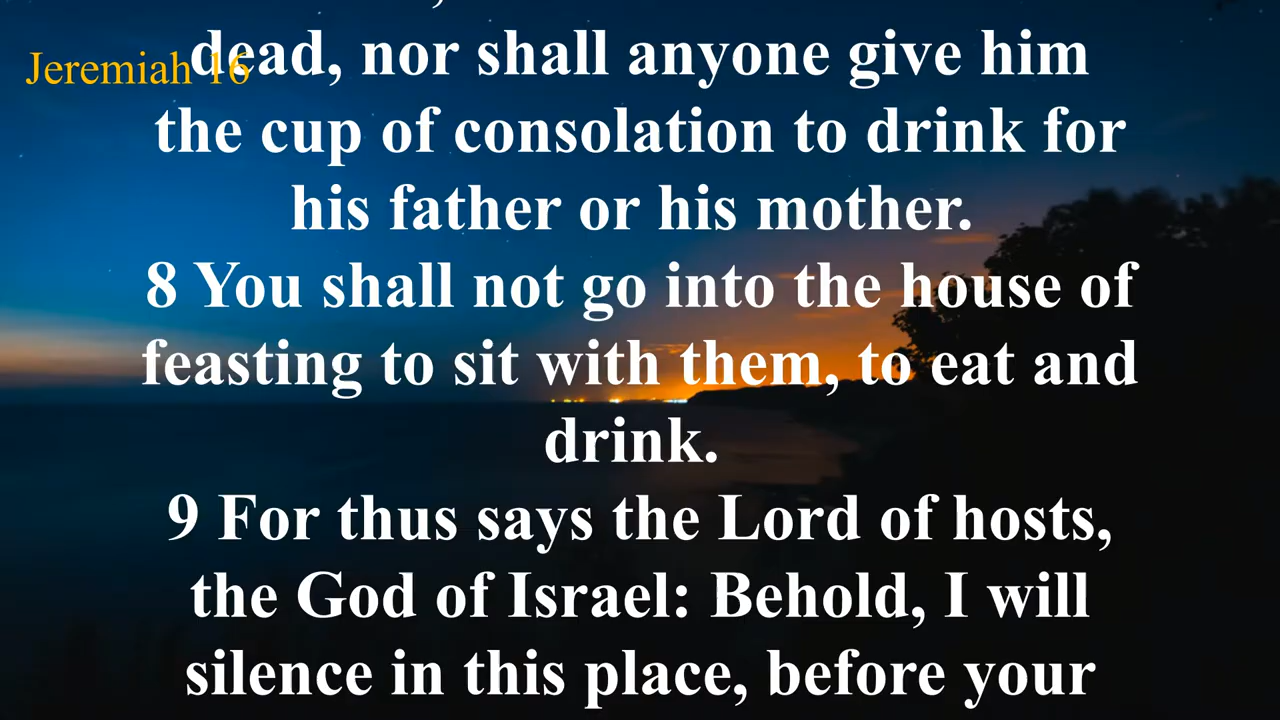 Jeremiah 16
dead, nor shall anyone give him
the cup of consolation to drink for
his father or his mother.
8 You shall not go into the house of
feasting to sit with them, to eat and
drink.
9 For thus says the Lord of hosts,
the God of Israel: Behold, I will
silence in this place, before your